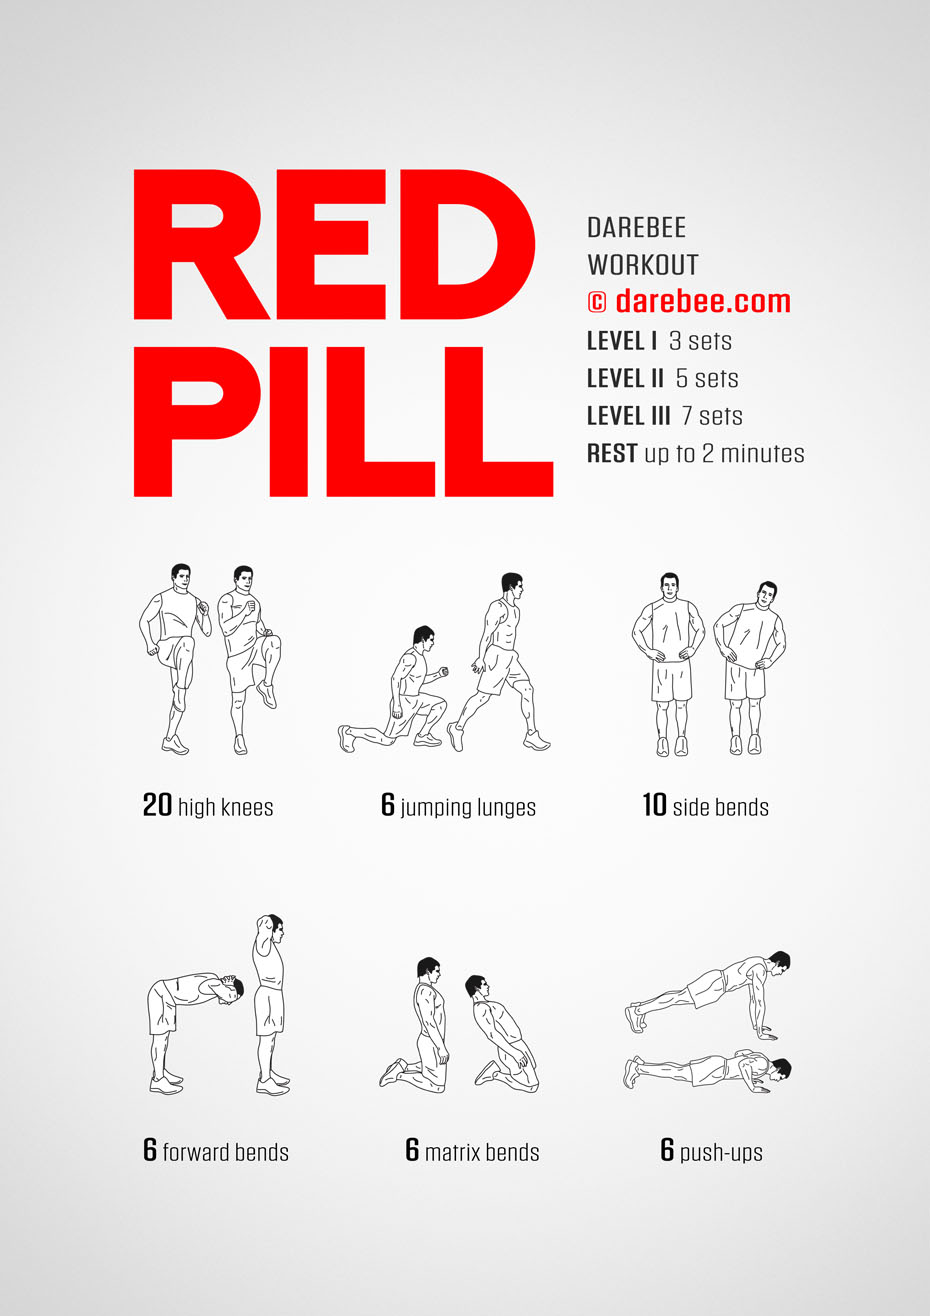 RED
PILL
DAREBEE
WORKOUT
© darebee.com
LEVEL I 3 sets
LEVEL II 5 sets
LEVEL III 7 sets
REST up to 2 minutes
20 high knees
6 jumping lunges
10 side bends
6 forward bends
6 matrix bends
6 push-ups